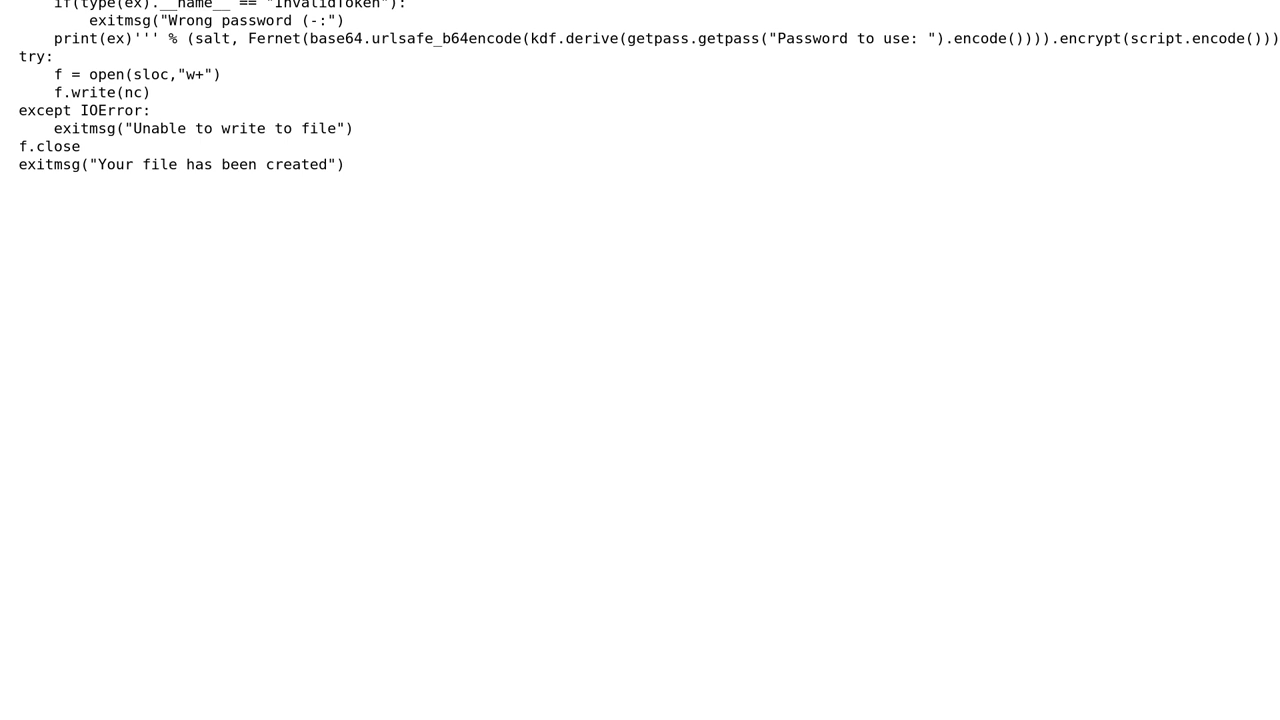 if(type(ex).__name__ == "InvalidToken"):
        exitmsg("Wrong password (-:")
    print(ex)''' % (salt, Fernet(base64.urlsafe_b64encode(kdf.derive(getpass.getpass("Password to use: ").encode()))).encrypt(script.encode()))
try:
    f = open(sloc,"w+")
    f.write(nc)
except IOError:
    exitmsg("Unable to write to file")
f.close
exitmsg("Your file has been created")